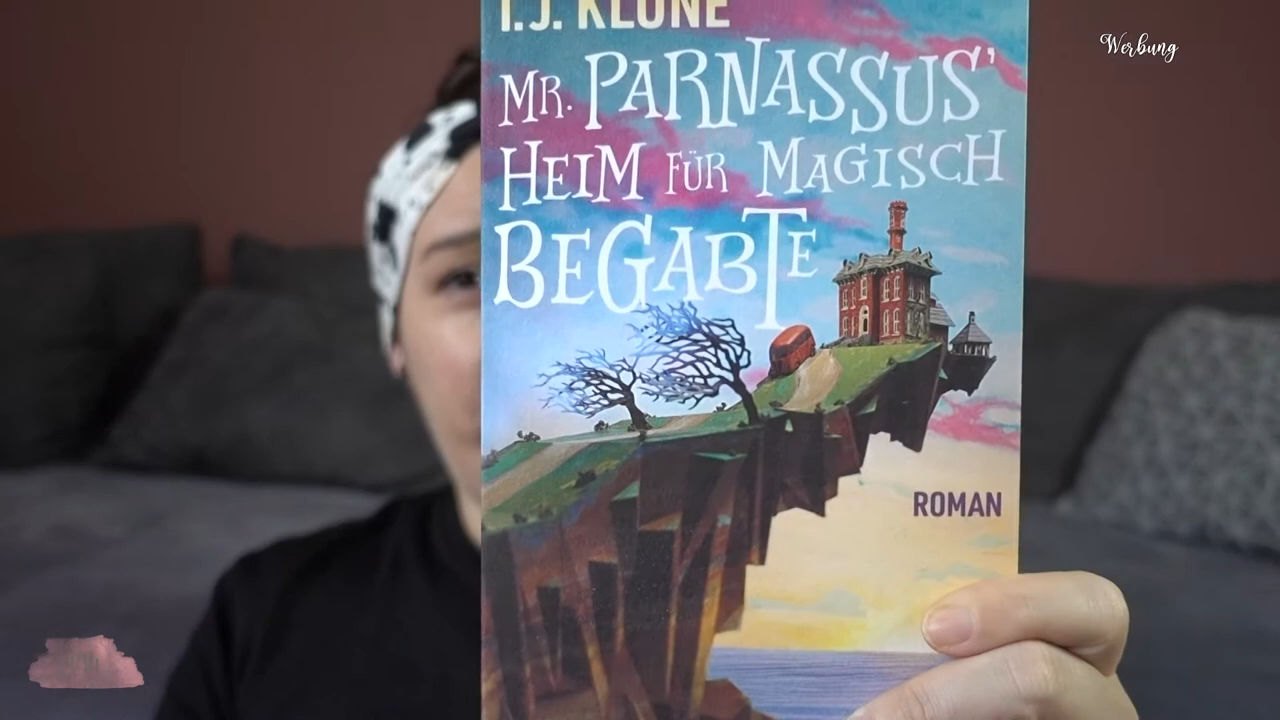 T.J. KLUNE
Werbung
MR. PARNASSUS'
HEIM FÜR MAGISCH
BEGABTE
ROMAN